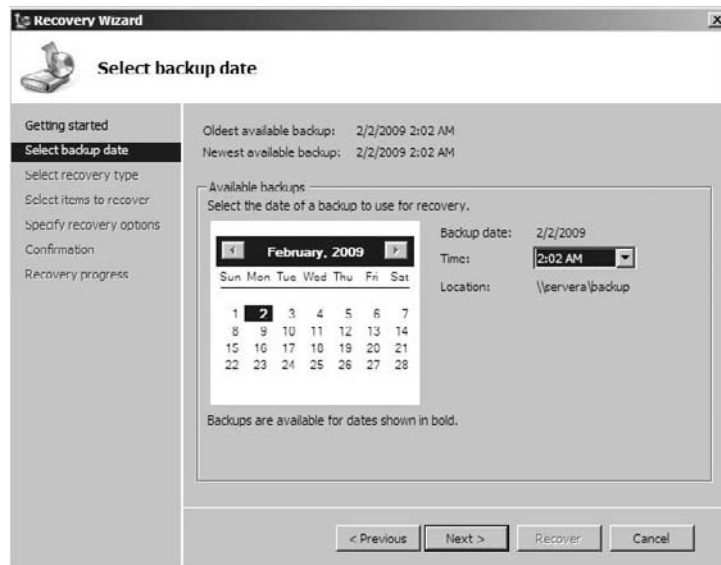 Recovery Wizard
Select backup date
Getting started
Select backup date
Select recovery type
Select items to recover
Specify recovery options
Confirmation
Recovery progress
Oldest available backup: 2/2/2009 2:02 AM
Newest available backup: 2/2/2009 2:02 AM
Available backups
Select the date of a backup to use for recovery.
February, 2009
Sun Mon Tue Wed Thu Fri Sat
1 2 3 4 5 6 7
8 9 10 11 12 13 14
15 16 17 18 19 20 21
22 23 24 25 26 27 28
Backup date: 2/2/2009
Time: 2:02 AM
Location: \\servera\backup
Backups are available for dates shown in bold.
< Previous
Next >
Recover
Cancel